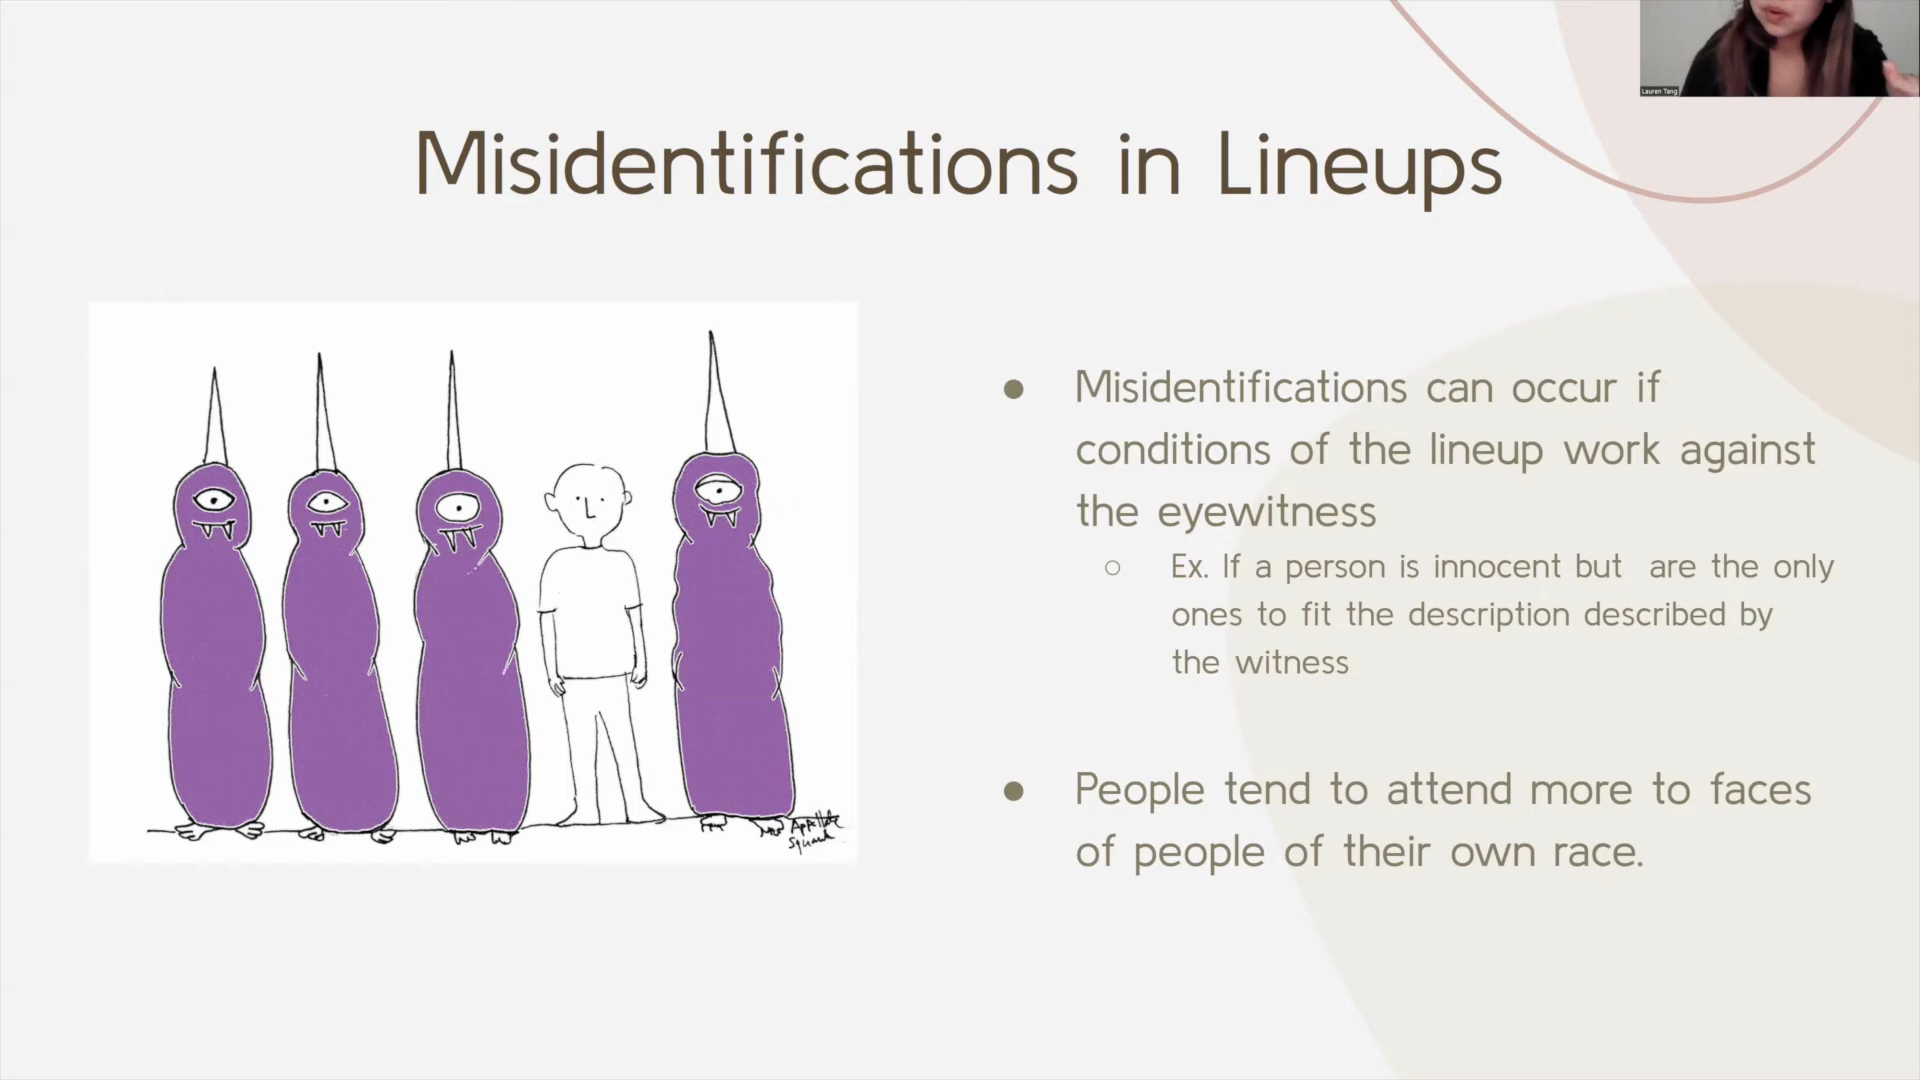 Lauren Tang
Misidentifications in Lineups
● Misidentifications can occur if
conditions of the lineup work against
the eyewitness
○ Ex. If a person is innocent but are the only
ones to fit the description described by
the witness
● People tend to attend more to faces
of people of their own race.
Appellate
Squawk